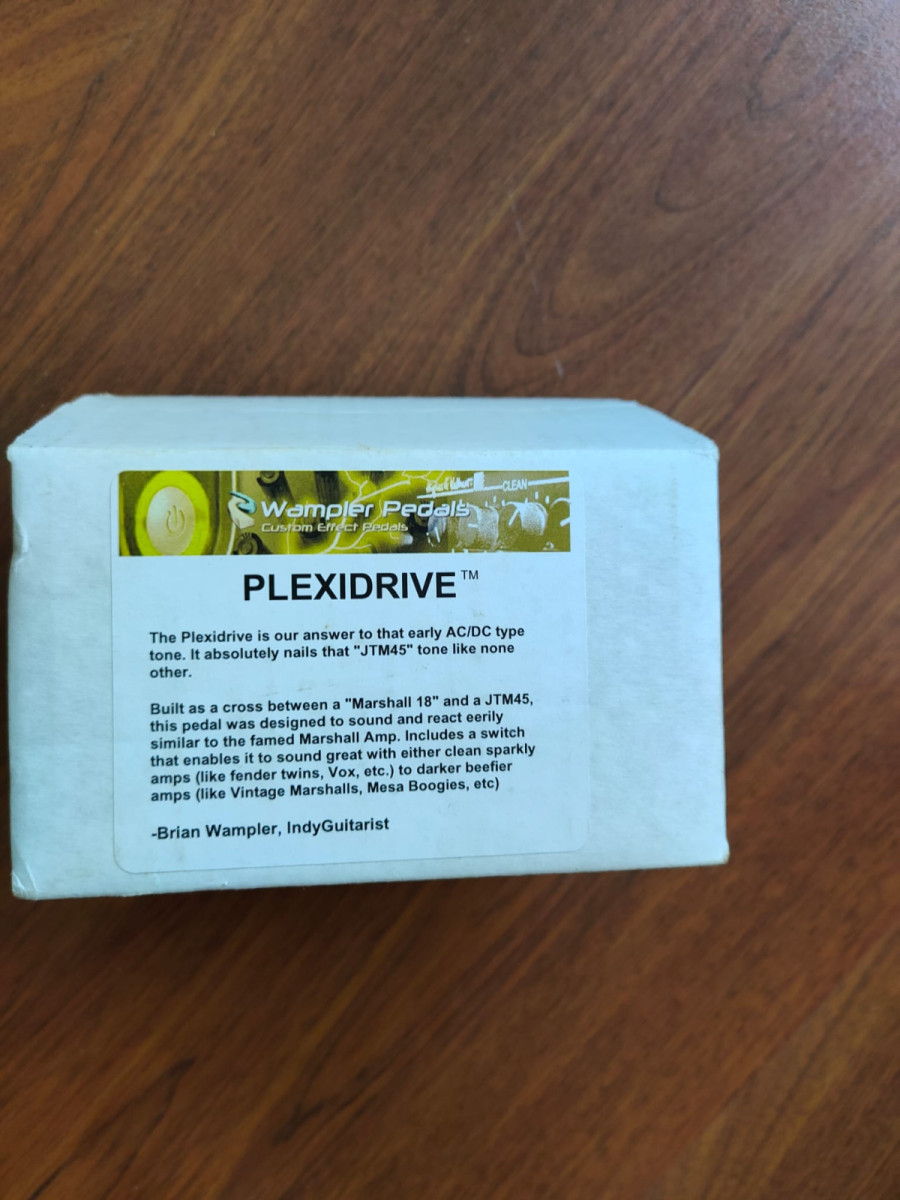 CLEAN
Wampler Pedals
Custom Effect Pedals
PLEXIDRIVE™
The Plexidrive is our answer to that early AC/DC type
tone. It absolutely nails that "JTM45" tone like none
other.
Built as a cross between a "Marshall 18" and a JTM45,
this pedal was designed to sound and react eerily
similar to the famed Marshall Amp. Includes a switch
that enables it to sound great with either clean sparkly
amps (like fender twins, Vox, etc.) to darker beefier
amps (like Vintage Marshalls, Mesa Boogies, etc)
-Brian Wampler, IndyGuitarist